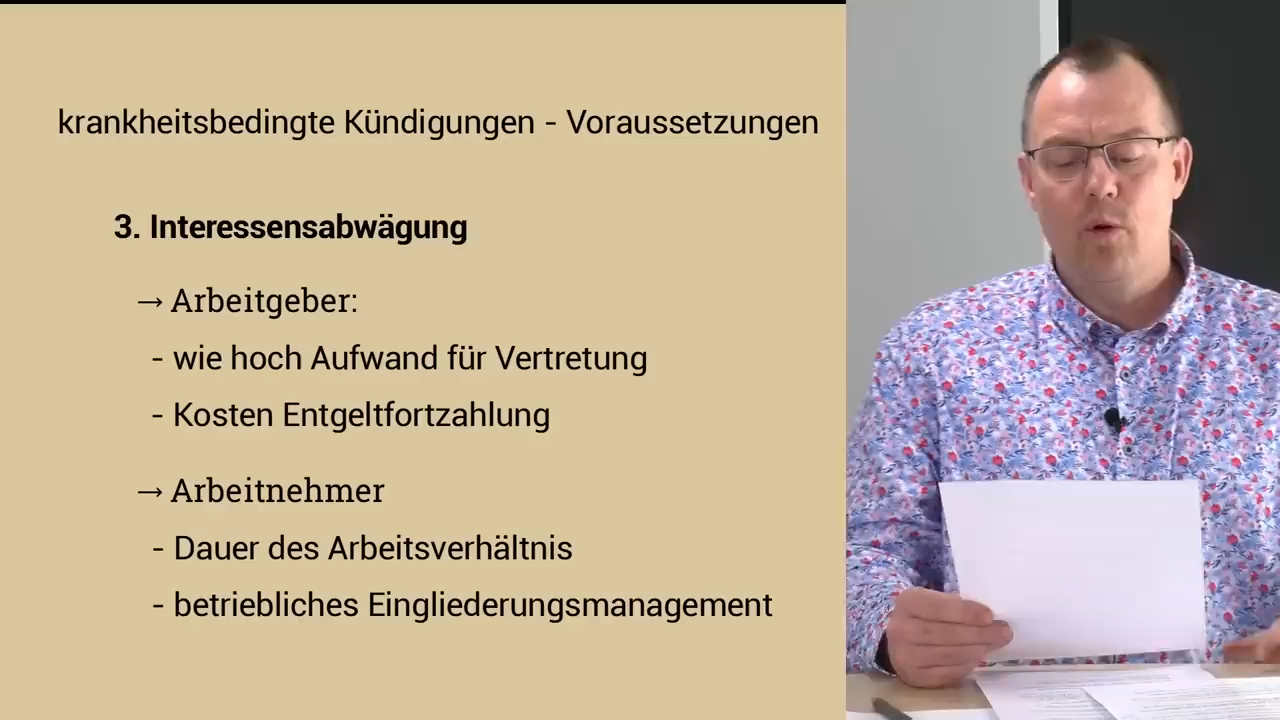 krankheitsbedingte Kündigungen - Voraussetzungen
3. Interessensabwägung
→ Arbeitgeber:
- wie hoch Aufwand für Vertretung
- Kosten Entgeltfortzahlung
→ Arbeitnehmer
- Dauer des Arbeitsverhältnis
- betriebliches Eingliederungsmanagement